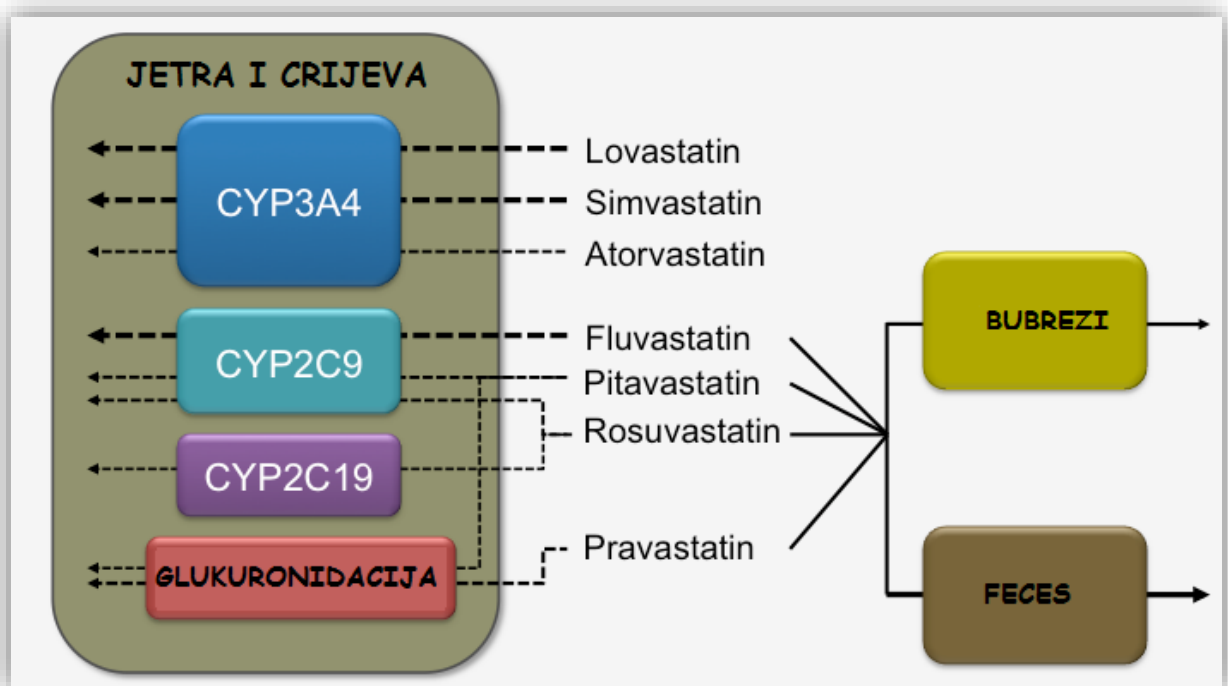 JETRA I CRIJEVA
CYP3A4
CYP2C9
CYP2C19
GLUKURONIDACIJA
Lovastatin
Simvastatin
Atorvastatin
Fluvastatin
Pitavastatin
Rosuvastatin
Pravastatin
BUBREZI
FECES